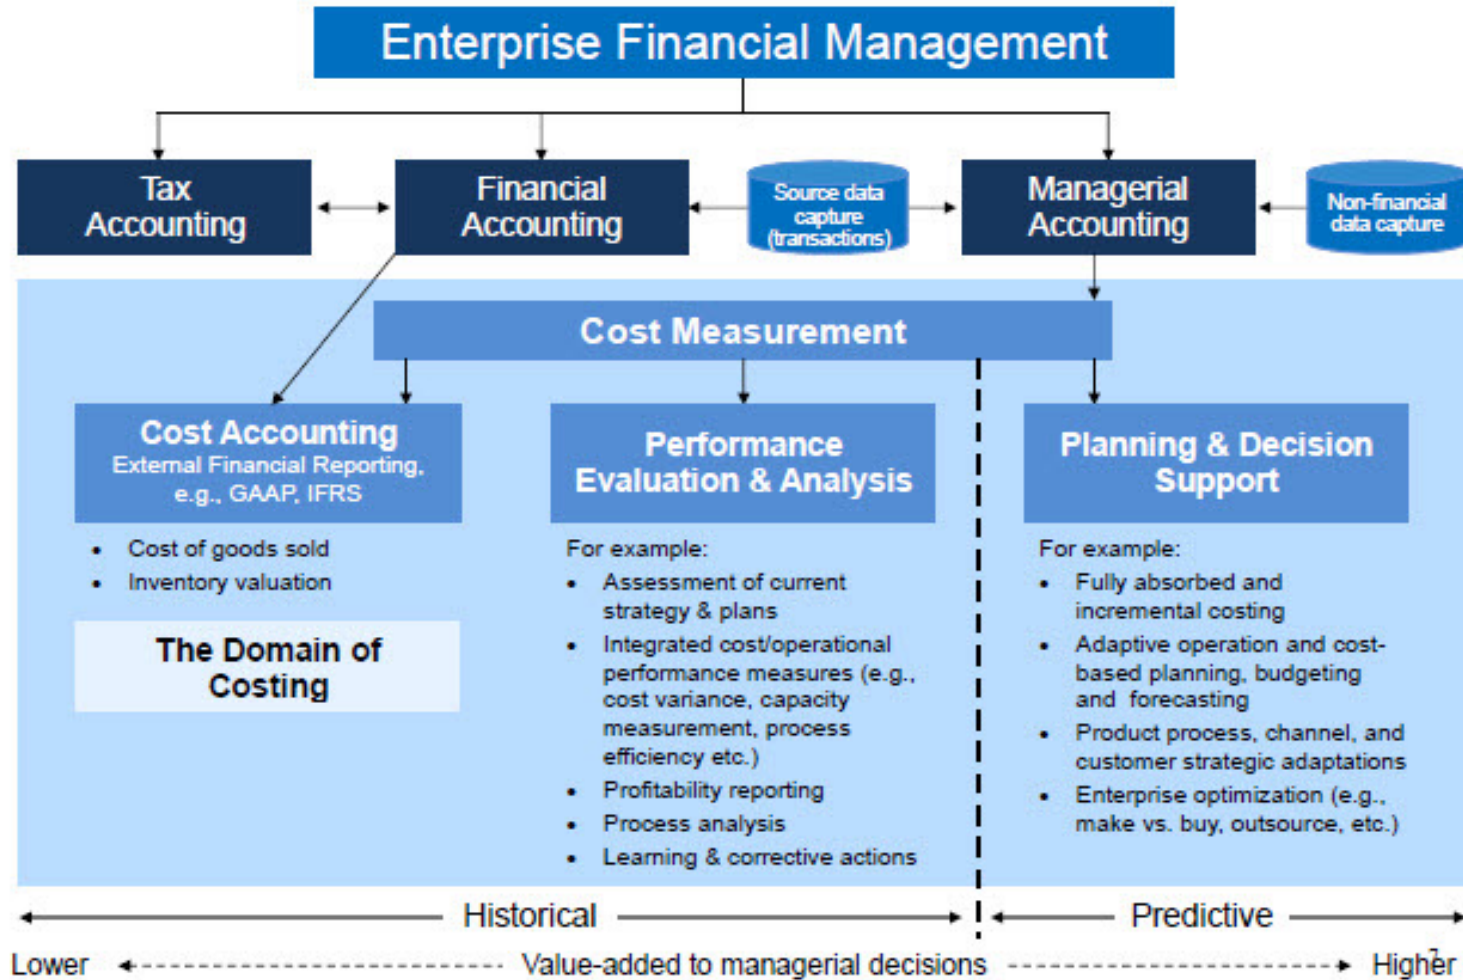 Enterprise Financial Management
Tax
Accounting
Financial
Accounting
Source data
capture
(transactions)
Managerial
Accounting
Non-financial
data capture
Cost Measurement
Cost Accounting
External Financial Reporting,
e.g., GAAP, IFRS
• Cost of goods sold
• Inventory valuation
The Domain of
Costing
Performance
Evaluation & Analysis
For example:
• Assessment of current
strategy & plans
• Integrated cost/operational
performance measures (e.g.,
cost variance, capacity
measurement, process
efficiency etc.)
• Profitability reporting
• Process analysis
• Learning & corrective actions
Planning & Decision
Support
For example:
• Fully absorbed and
incremental costing
• Adaptive operation and cost-
based planning, budgeting
and forecasting
• Product process, channel, and
customer strategic adaptations
• Enterprise optimization (e.g.,
make vs. buy, outsource, etc.)
Historical
Predictive
Lower
Value-added to managerial decisions
Higher